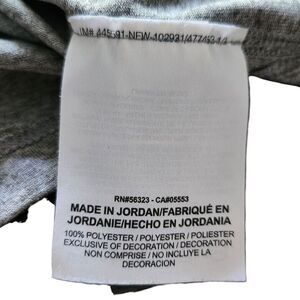 RN#56323 - CA#05553
MADE IN JORDAN/FABRIQUÉ EN
JORDANIE/HECHO EN JORDANIA
100% POLYESTER / POLYESTER / POLIESTER
EXCLUSIVE OF DECORATION / DECORATION
NON COMPRISE / NO INCLUYE LA
DECORACION